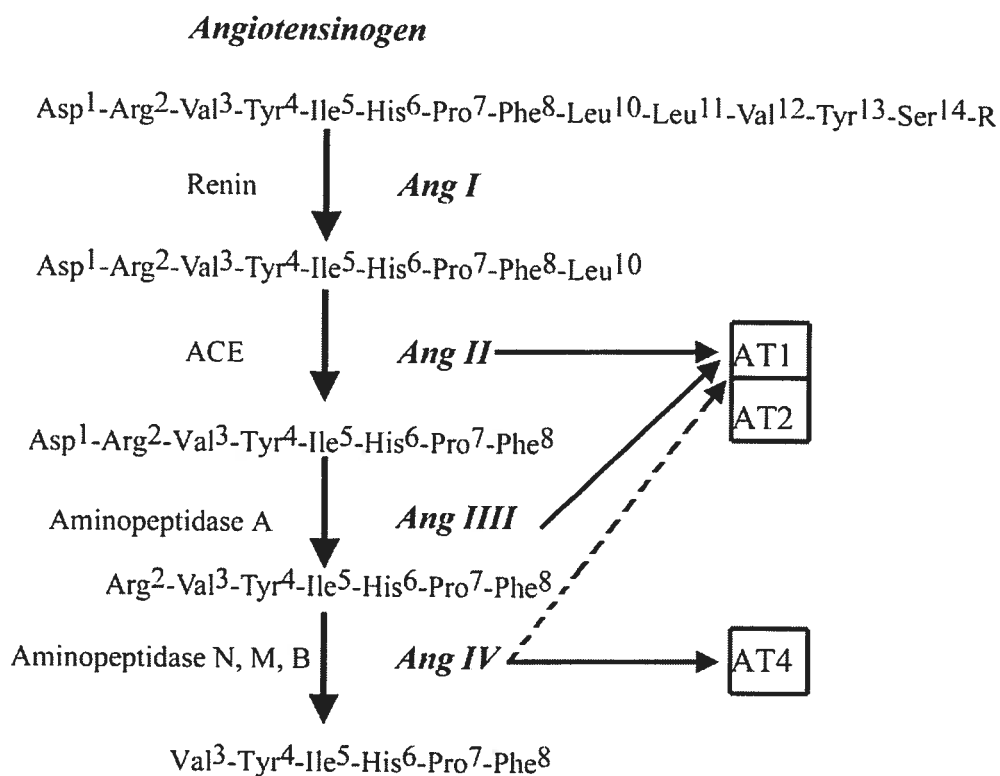 Angiotensinogen
Asp¹-Arg²-Val³-Tyr⁴-Ile⁵-His⁶-Pro⁷-Phe⁸-Leu¹⁰-Leu¹¹-Val¹²-Tyr¹³-Ser¹⁴-R
Renin Ang I
Asp¹-Arg²-Val³-Tyr⁴-Ile⁵-His⁶-Pro⁷-Phe⁸-Leu¹⁰
ACE Ang II AT1
AT2
Asp¹-Arg²-Val³-Tyr⁴-Ile⁵-His⁶-Pro⁷-Phe⁸
Aminopeptidase A Ang IIII
Arg²-Val³-Tyr⁴-Ile⁵-His⁶-Pro⁷-Phe⁸
Aminopeptidase N, M, B Ang IV AT4
Val³-Tyr⁴-Ile⁵-His⁶-Pro⁷-Phe⁸